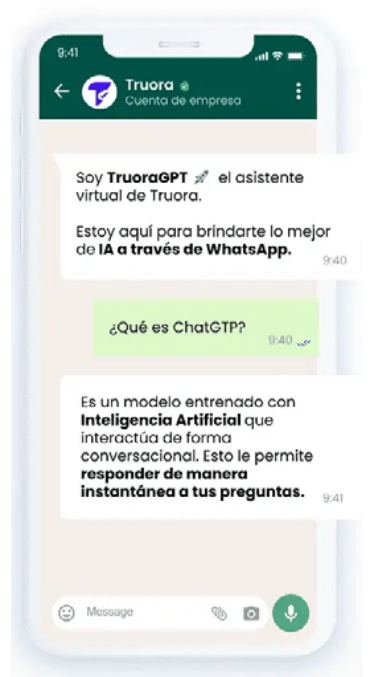 9:41
Truora
Cuenta de empresa
Soy TruoraGPT 🚀 el asistente
virtual de Truora.
Estoy aquí para brindarte lo mejor
de IA a través de WhatsApp.
9:40
¿Qué es ChatGTP?
9:40
Es un modelo entrenado con
Inteligencia Artificial que
interactúa de forma
conversacional. Esto le permite
responder de manera
instantánea a tus preguntas.
9:41
Message